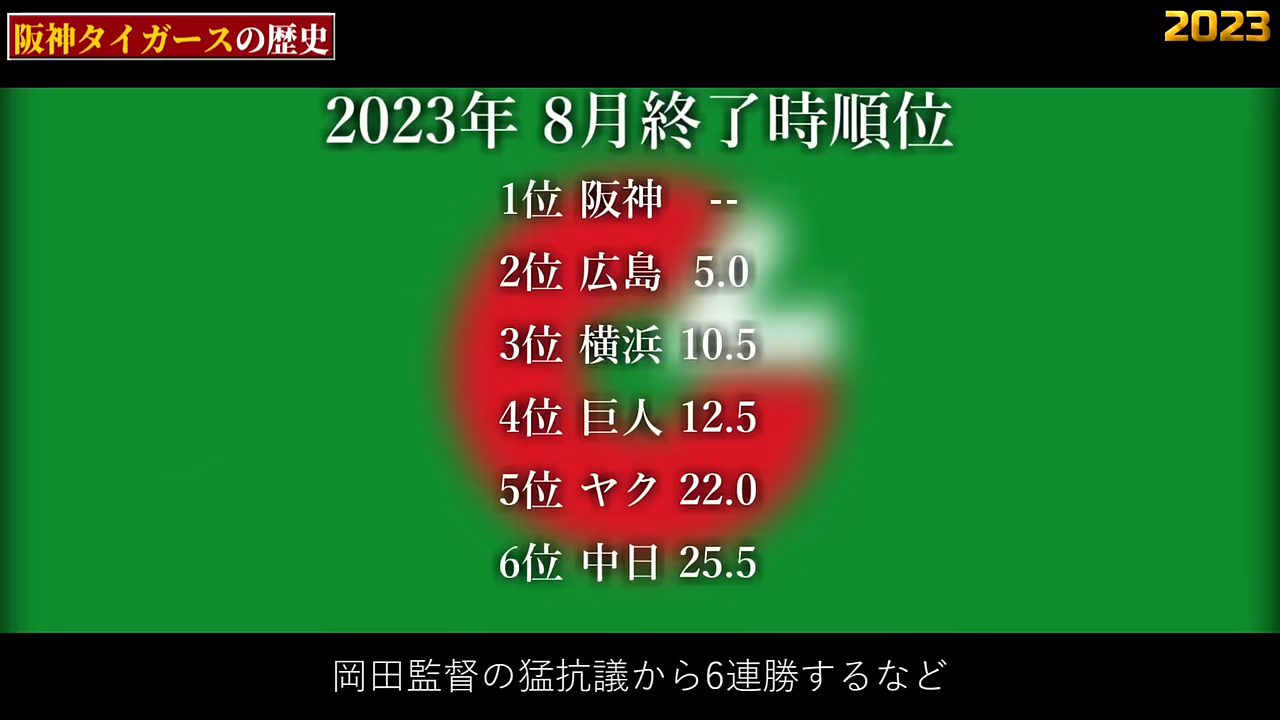 阪神タイガースの歴史
2023
2023年 8月終了時順位
1位 阪神 --
2位 広島 5.0
3位 横浜 10.5
4位 巨人 12.5
5位 ヤク 22.0
6位 中日 25.5
岡田監督の猛抗議から6連勝するなど